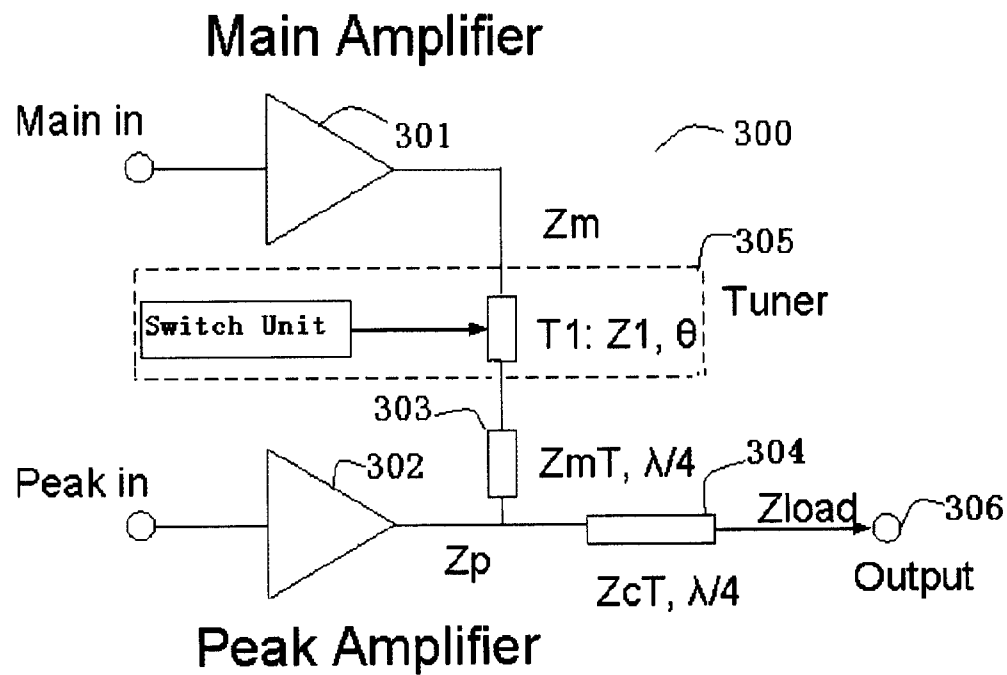 Main Amplifier
Main in
301
300
Zm
305
Tuner
Switch Unit
T1: Z1, θ
303
Peak in
302
ZmT, λ/4
304
Zload
306
Zp
ZcT, λ/4
Output
Peak Amplifier